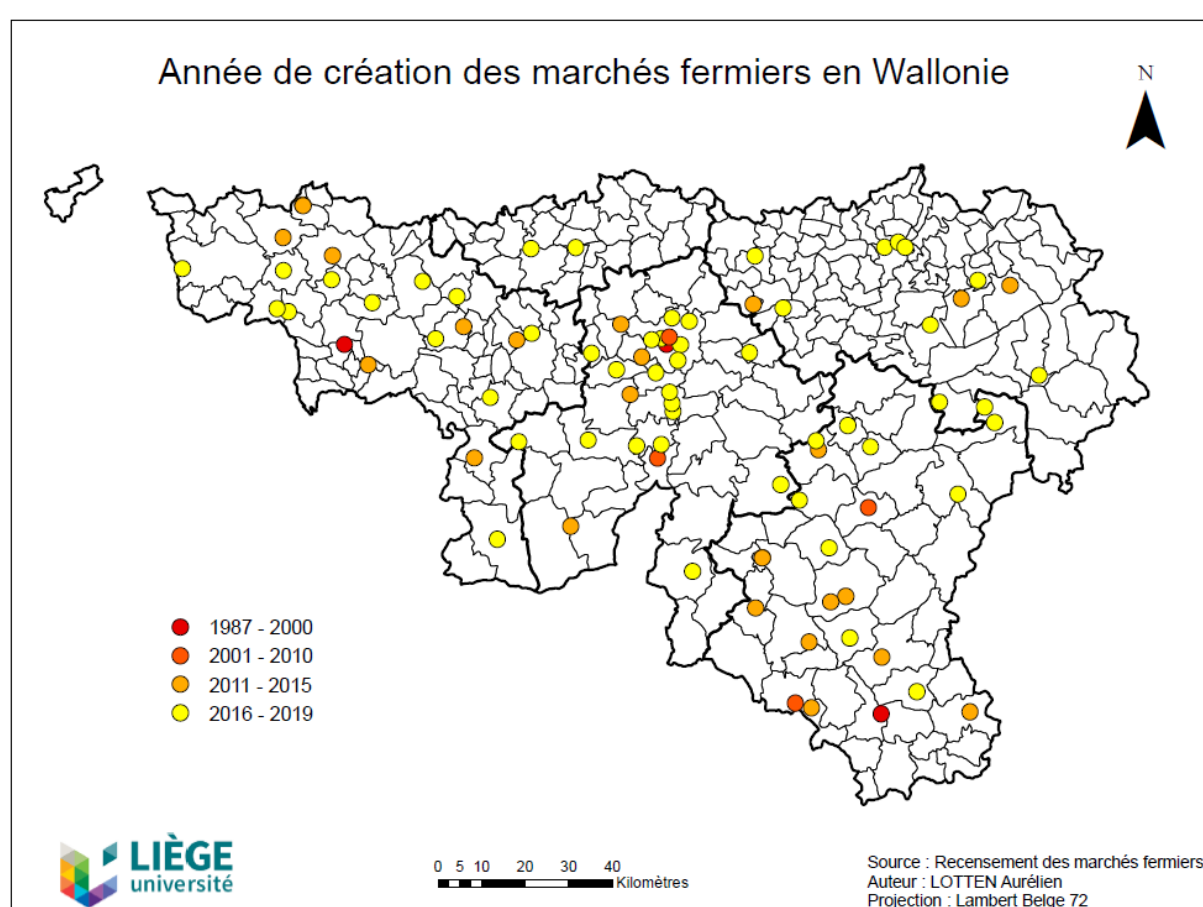 Année de création des marchés fermiers en Wallonie
N
1987 - 2000
2001 - 2010
2011 - 2015
2016 - 2019
LIÈGE
université
0 5 10 20 30 40
Kilomètres
Source : Recensement des marchés fermiers
Auteur : LOTTEN Aurélien
Projection : Lambert Belge 72